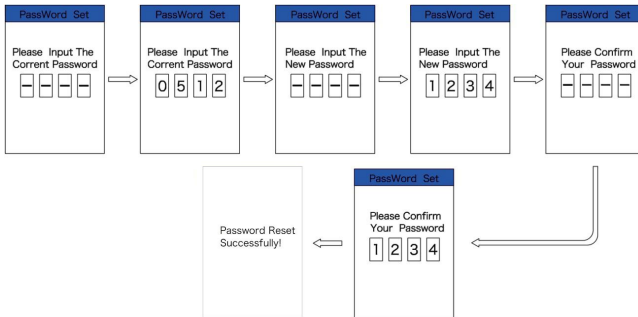 PassWord Set
Please Input The
Corrent Password
– – – –
PassWord Set
Please Input The
Corrent Password
0 5 1 2
PassWord Set
Please Input The
New Password
– – – –
PassWord Set
Please Input The
New Password
1 2 3 4
PassWord Set
Please Confirm
Your Password
– – – –
PassWord Set
Please Confirm
Your Password
1 2 3 4
Password Reset
Successfully!